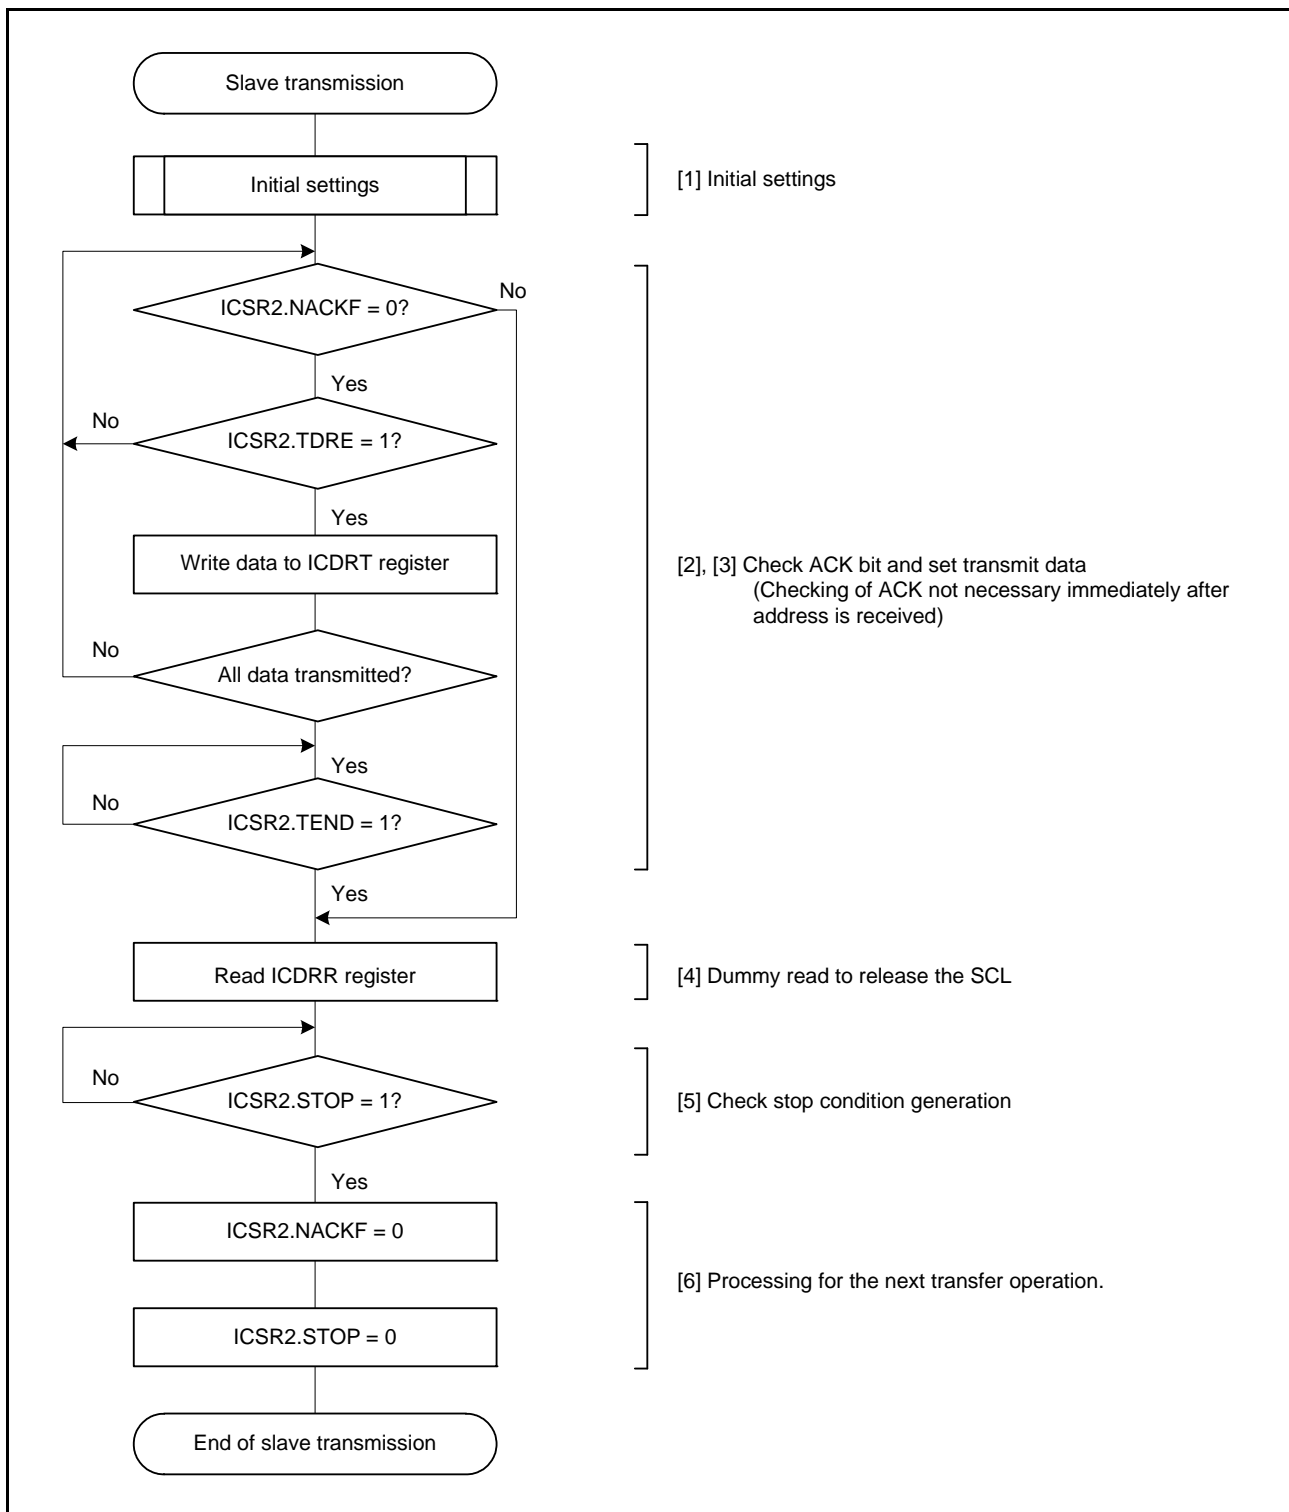 Slave transmission
Initial settings
[1] Initial settings
ICSR2.NACKF = 0?
No
Yes
No
ICSR2.TDRE = 1?
Yes
Write data to ICDRT register
[2], [3] Check ACK bit and set transmit data
(Checking of ACK not necessary immediately after
address is received)
No
All data transmitted?
Yes
No
ICSR2.TEND = 1?
Yes
Read ICDRR register
[4] Dummy read to release the SCL
No
ICSR2.STOP = 1?
[5] Check stop condition generation
Yes
ICSR2.NACKF = 0
[6] Processing for the next transfer operation.
ICSR2.STOP = 0
End of slave transmission